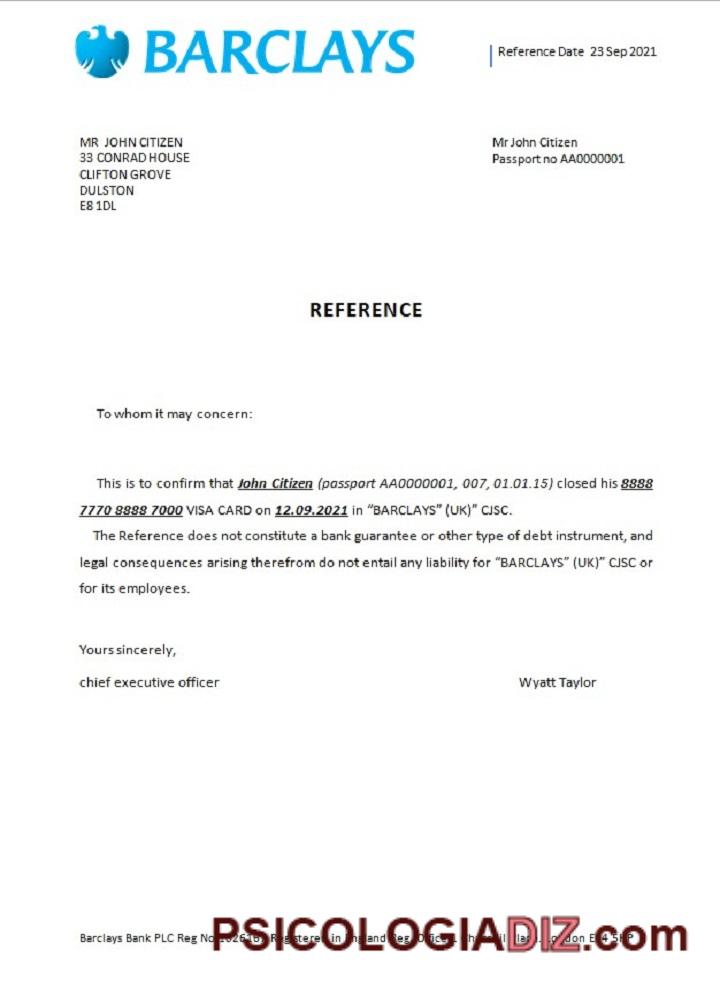 BARCLAYS
Reference Date 23 Sep 2021
MR JOHN CITIZEN
33 CONRAD HOUSE
CLIFTON GROVE
DULSTON
E8 1DL
Mr John Citizen
Passport no AA0000001
REFERENCE
To whom it may concern:
This is to confirm that John Citizen (passport AA0000001, 007, 01.01.15) closed his 8888
7770 8888 7000 VISA CARD on 12.09.2021 in “BARCLAYS” (UK)” CJSC.
The Reference does not constitute a bank guarantee or other type of debt instrument, and
legal consequences arising therefrom do not entail any liability for “BARCLAYS” (UK)” CJSC or
for its employees.
Yours sincerely,
chief executive officer
Wyatt Taylor
Barclays Bank PLC Reg No Registered in England Reg Office London
PSICOLOGIADIZ.com